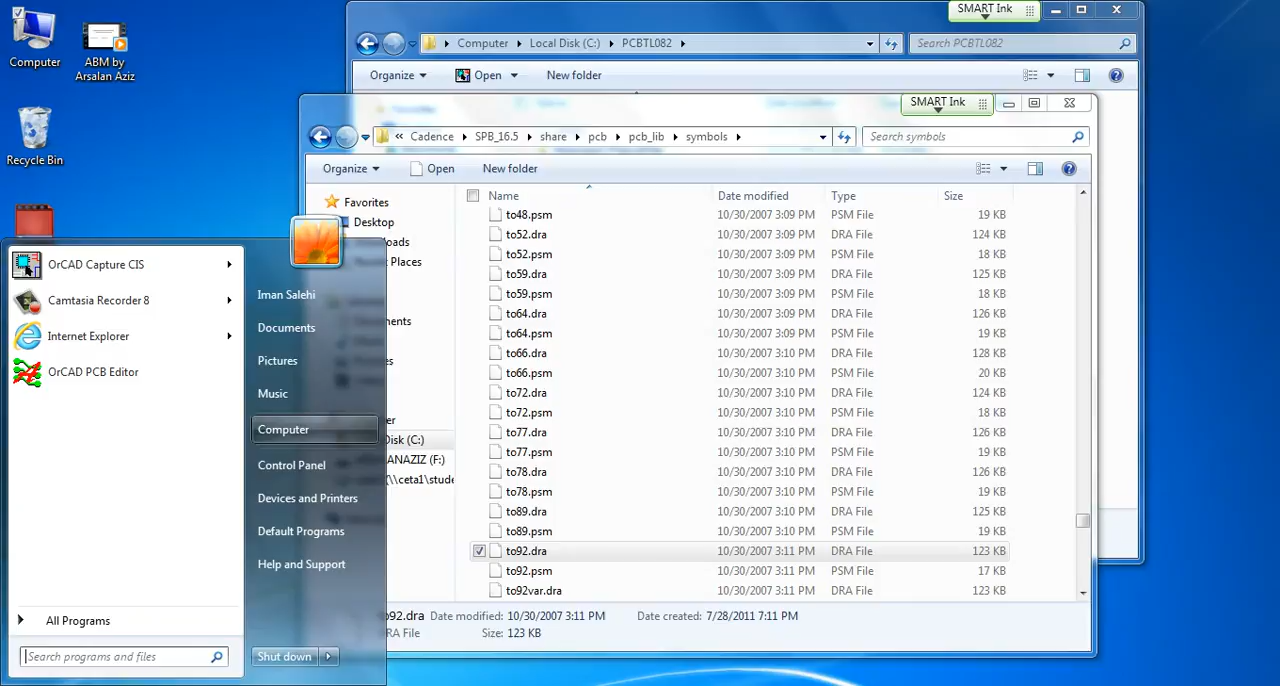 SMART Ink
Computer
ABM by
Arsalan Aziz
Computer Local Disk (C:) PCBTL082
Search PCBTL082
Organize Open New folder
SMART Ink
Cadence SPB_16.5 share pcb pcb_lib symbols
Search symbols
Recycle Bin
Organize Open New folder
Name Date modified Type Size
Favorites
Desktop
Places
to48.psm 10/30/2007 3:09 PM PSM File 19 KB
to52.dra 10/30/2007 3:09 PM DRA File 124 KB
to52.psm 10/30/2007 3:09 PM PSM File 18 KB
to59.dra 10/30/2007 3:09 PM DRA File 125 KB
to59.psm 10/30/2007 3:09 PM PSM File 18 KB
to64.dra 10/30/2007 3:09 PM DRA File 126 KB
to64.psm 10/30/2007 3:09 PM PSM File 19 KB
to66.dra 10/30/2007 3:10 PM DRA File 128 KB
to66.psm 10/30/2007 3:10 PM PSM File 20 KB
to72.dra 10/30/2007 3:10 PM DRA File 124 KB
to72.psm 10/30/2007 3:10 PM PSM File 18 KB
to77.dra 10/30/2007 3:10 PM DRA File 126 KB
to77.psm 10/30/2007 3:10 PM PSM File 19 KB
to78.dra 10/30/2007 3:10 PM DRA File 126 KB
to78.psm 10/30/2007 3:10 PM PSM File 19 KB
to89.dra 10/30/2007 3:10 PM DRA File 125 KB
to89.psm 10/30/2007 3:10 PM PSM File 19 KB
to92.dra 10/30/2007 3:11 PM DRA File 123 KB
to92.psm 10/30/2007 3:11 PM PSM File 17 KB
to92var.dra 10/30/2007 3:11 PM DRA File 123 KB
Disk (C:)
ANAZIZ (F:)
(\\ceta1\stude
to92.dra Date modified: 10/30/2007 3:11 PM Date created: 7/28/2011 7:11 PM
DRA File Size: 123 KB
OrCAD Capture CIS
Camtasia Recorder 8
Internet Explorer
OrCAD PCB Editor
All Programs
Search programs and files
Iman Salehi
Documents
Pictures
Music
Computer
Control Panel
Devices and Printers
Default Programs
Help and Support
Shut down